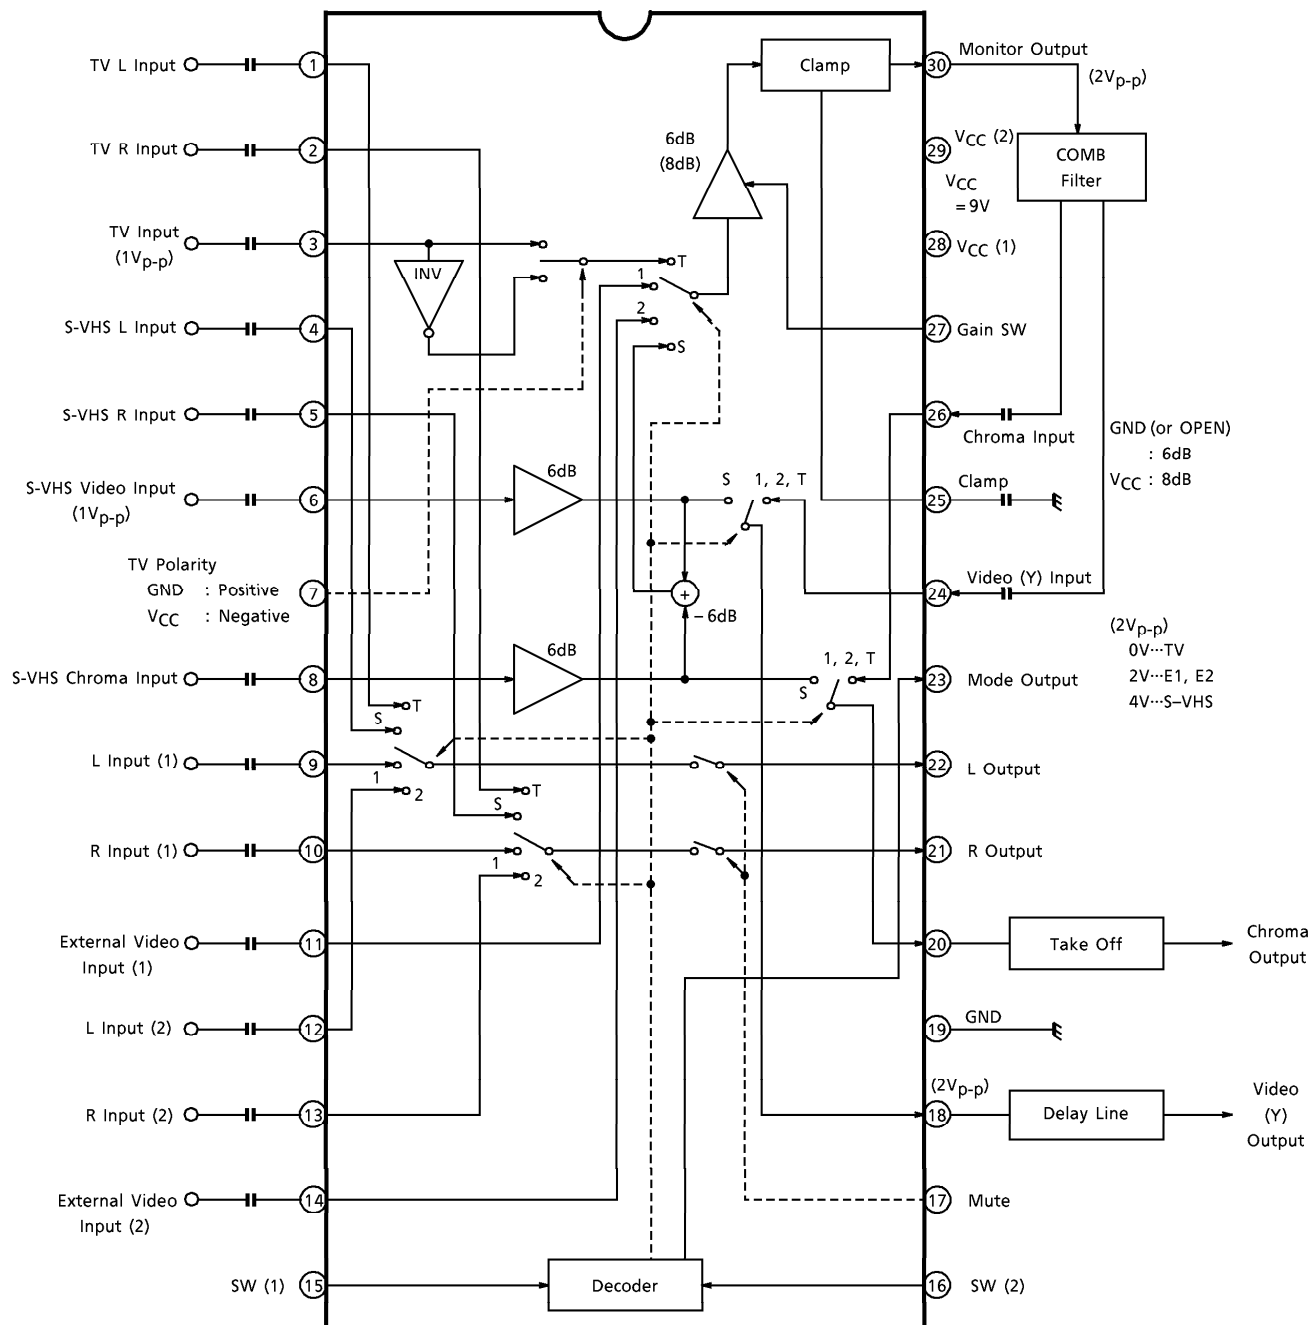 TV L Input
1
TV R Input
2
TV Input
(1Vp-p)
3
S-VHS L Input
4
S-VHS R Input
5
S-VHS Video Input
(1Vp-p)
6
TV Polarity
GND : Positive
VCC : Negative
7
S-VHS Chroma Input
8
L Input (1)
9
R Input (1)
10
External Video
Input (1)
11
L Input (2)
12
R Input (2)
13
External Video
Input (2)
14
SW (1)
15
INV
T
1
2
S
6dB
(8dB)
Clamp
6dB
S
1, 2, T
+
–6dB
6dB
1, 2, T
S
T
S
1
2
T
S
1
2
Decoder
30
Monitor Output
(2Vp-p)
COMB
Filter
29
VCC (2)
VCC
=9V
28
VCC (1)
27
Gain SW
26
Chroma Input
GND (or OPEN)
: 6dB
VCC : 8dB
25
Clamp
24
Video (Y) Input
(2Vp-p)
0V···TV
2V···E1, E2
4V···S–VHS
23
Mode Output
22
L Output
21
R Output
20
Take Off
Chroma
Output
19
GND
(2Vp-p)
18
Delay Line
Video
(Y)
Output
17
Mute
16
SW (2)